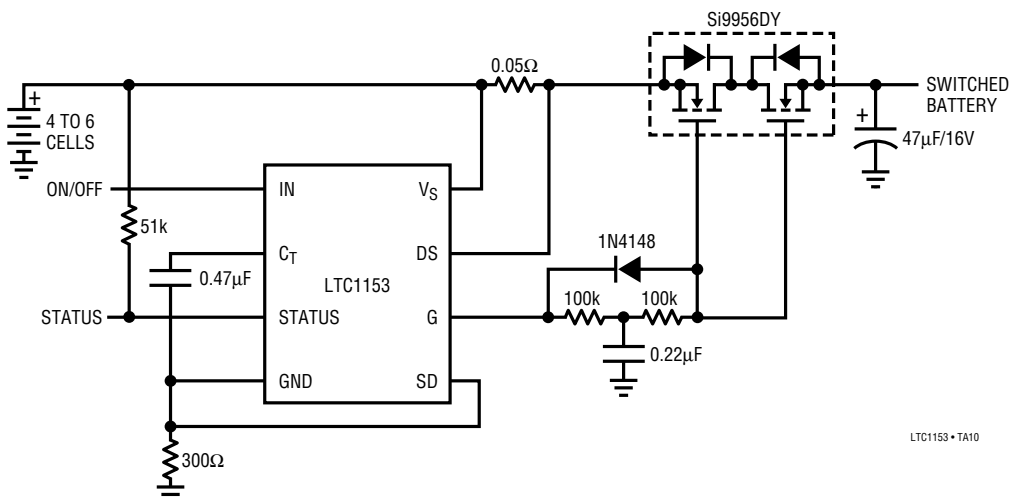 Si9956DY
0.05Ω
SWITCHED
BATTERY
+
4 TO 6
CELLS
+
47µF/16V
ON/OFF
IN
VS
51k
1N4148
CT
DS
0.47µF
LTC1153
100k
100k
STATUS
STATUS
G
0.22µF
GND
SD
LTC1153 • TA10
300Ω